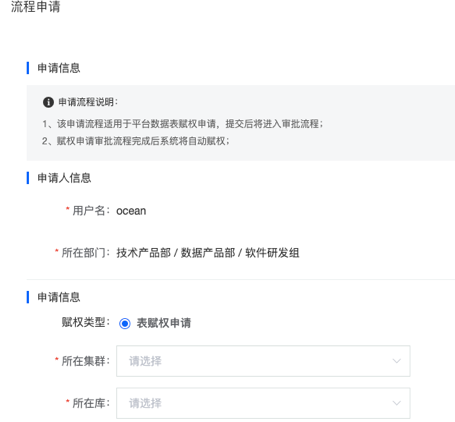 流程申请
申请信息
申请流程说明：
1、该申请流程适用于平台数据表赋权申请，提交后将进入审批流程；
2、赋权申请审批流程完成后系统将自动赋权；
申请人信息
* 用户名： ocean
* 所在部门： 技术产品部 / 数据产品部 / 软件研发组
申请信息
赋权类型： 表赋权申请
* 所在集群： 请选择
* 所在库： 请选择